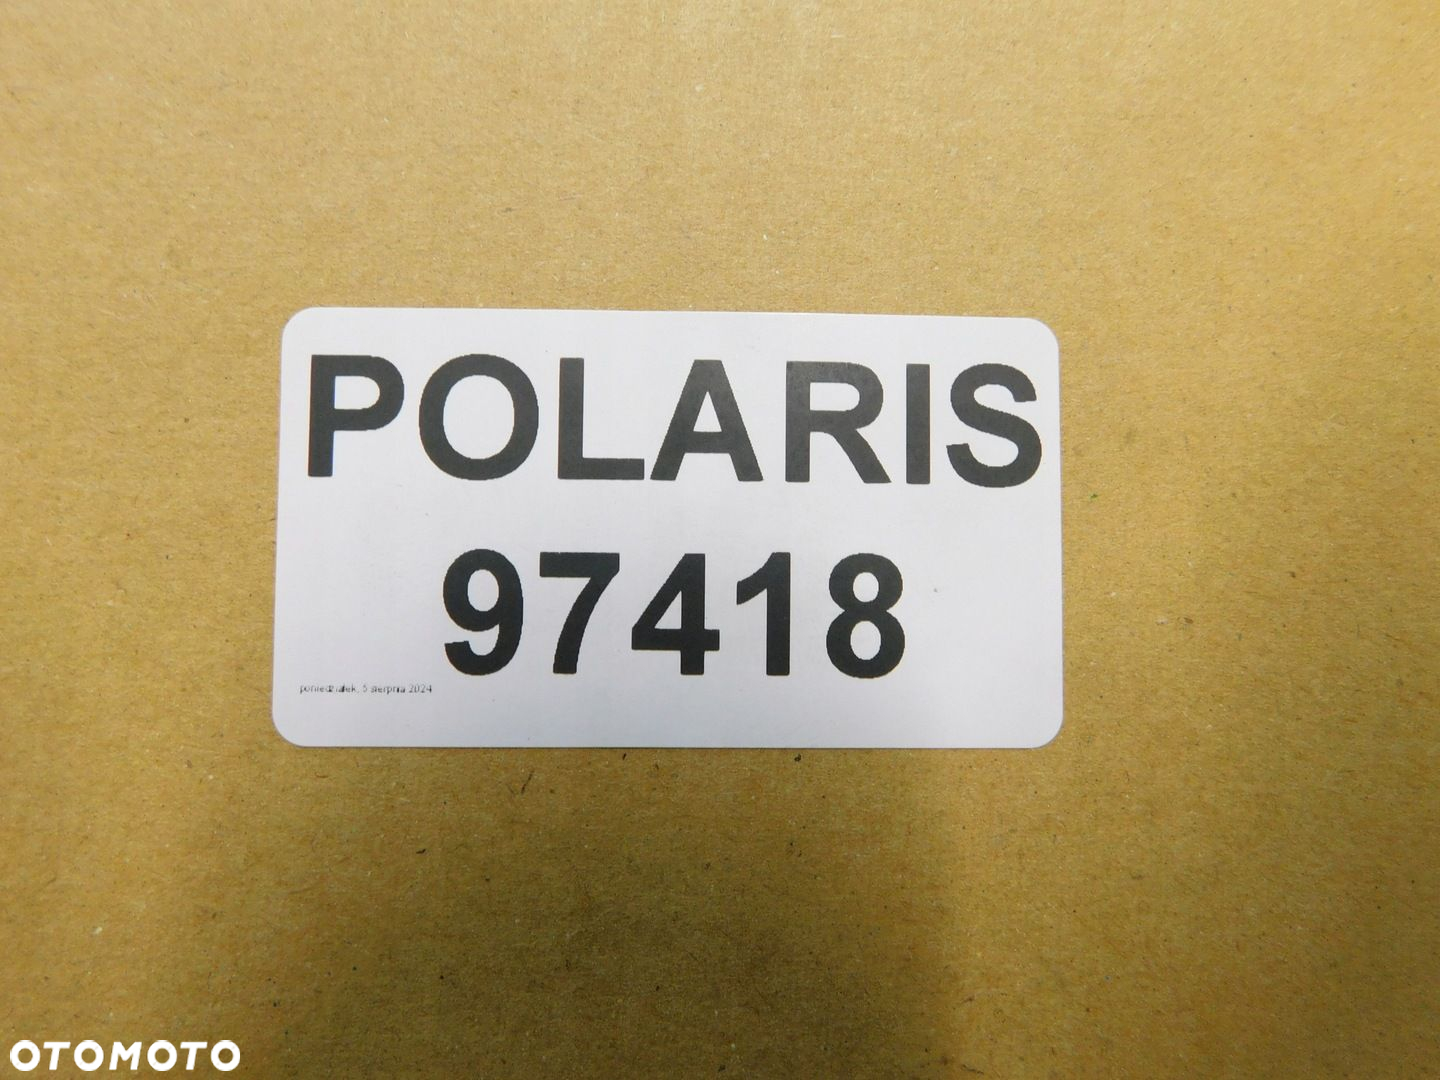 POLARIS
97418
poniedziałek, 5 sierpnia 2024
OTOMOTO